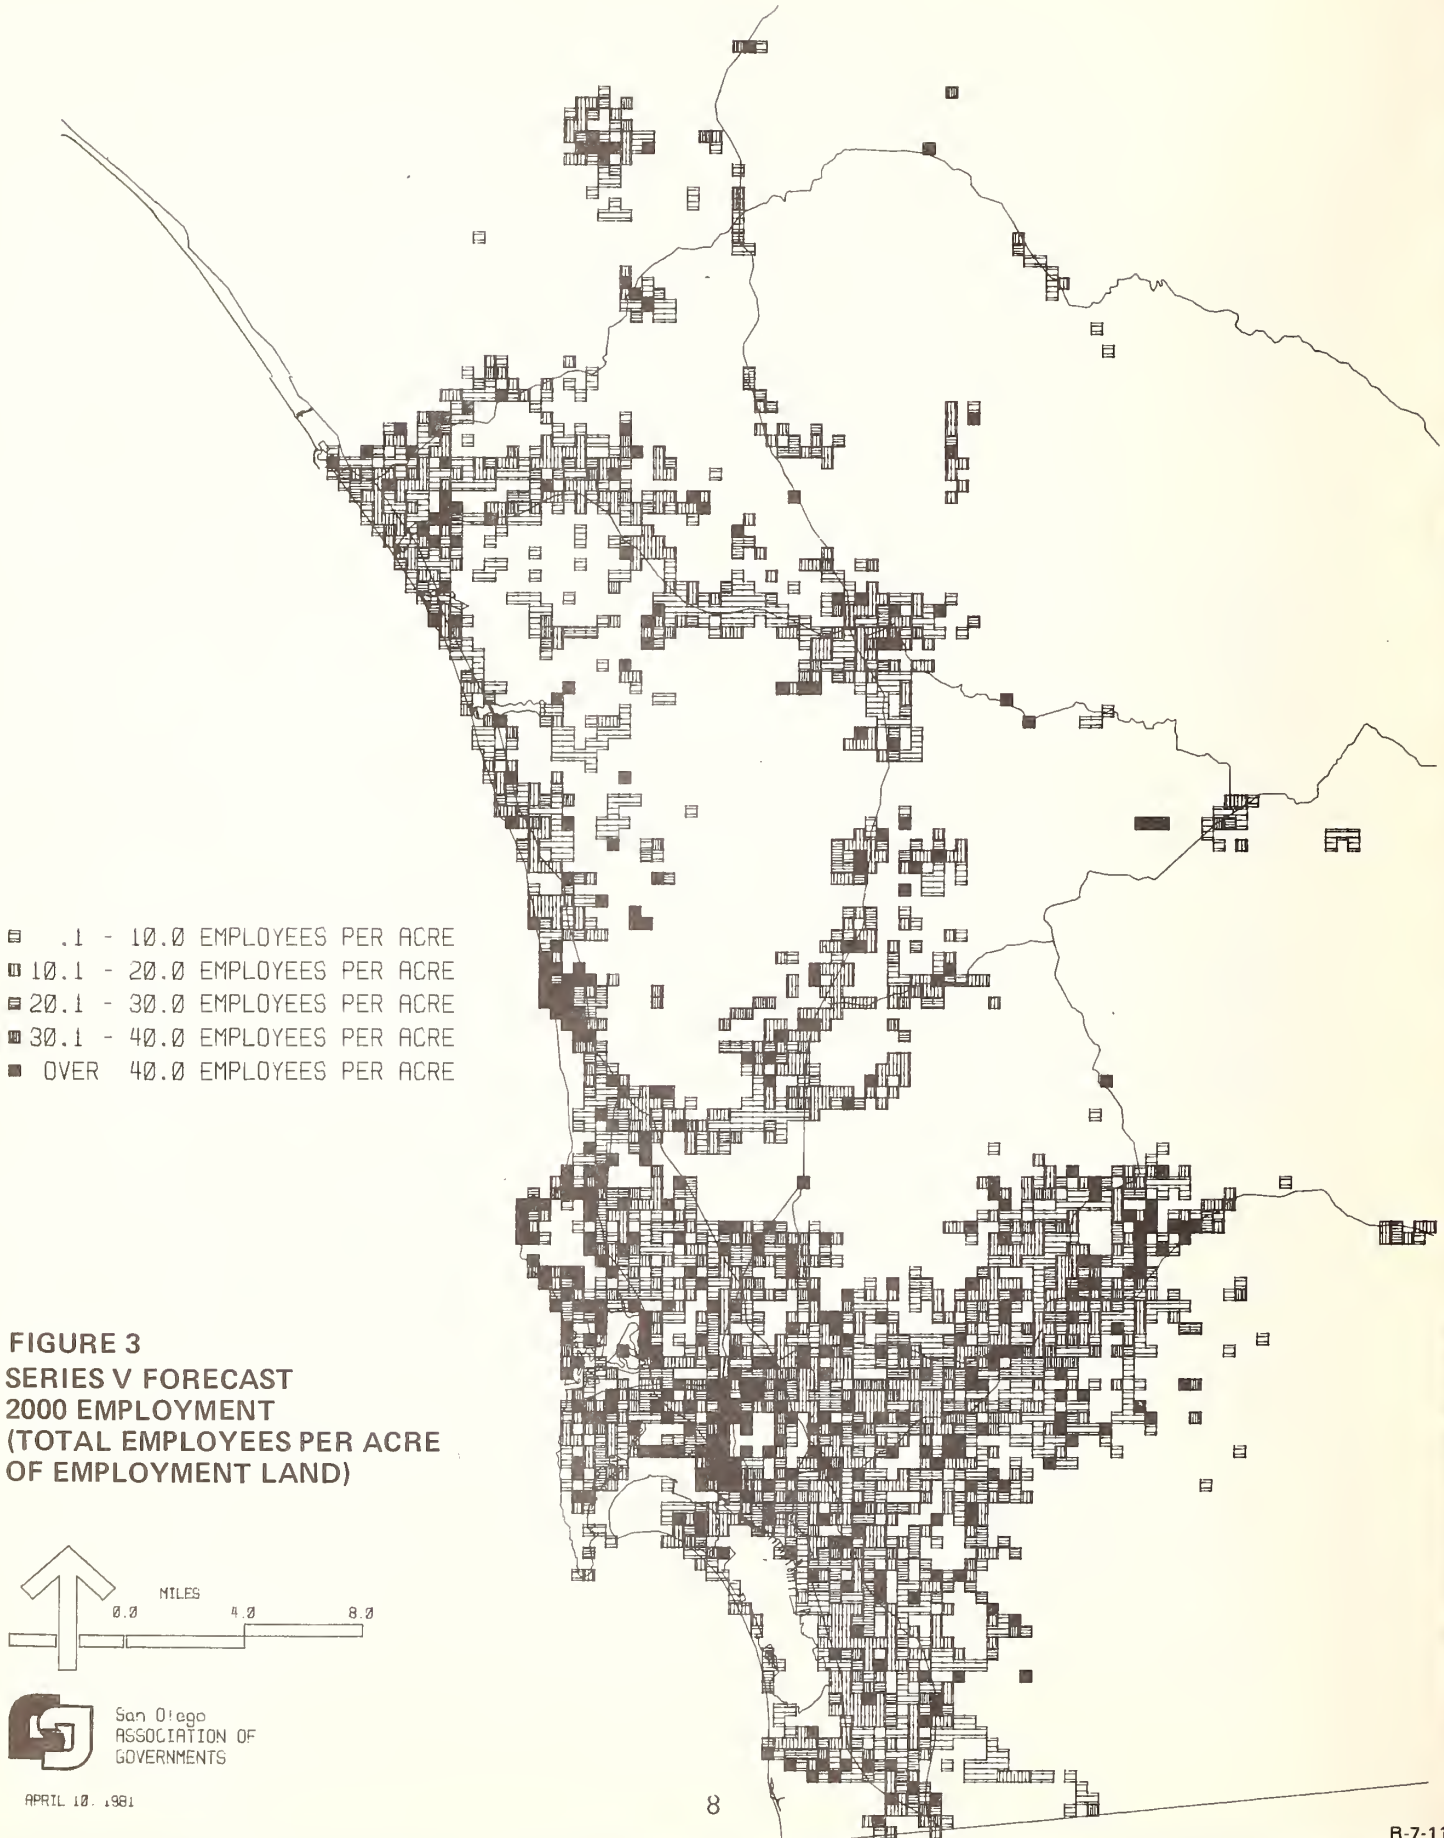 .1 - 10.0 EMPLOYEES PER ACRE
10.1 - 20.0 EMPLOYEES PER ACRE
20.1 - 30.0 EMPLOYEES PER ACRE
30.1 - 40.0 EMPLOYEES PER ACRE
OVER 40.0 EMPLOYEES PER ACRE
FIGURE 3
SERIES V FORECAST
2000 EMPLOYMENT
(TOTAL EMPLOYEES PER ACRE
OF EMPLOYMENT LAND)
MILES
0.0 4.0 8.0
San Diego
ASSOCIATION OF
GOVERNMENTS
APRIL 10. 1981
8